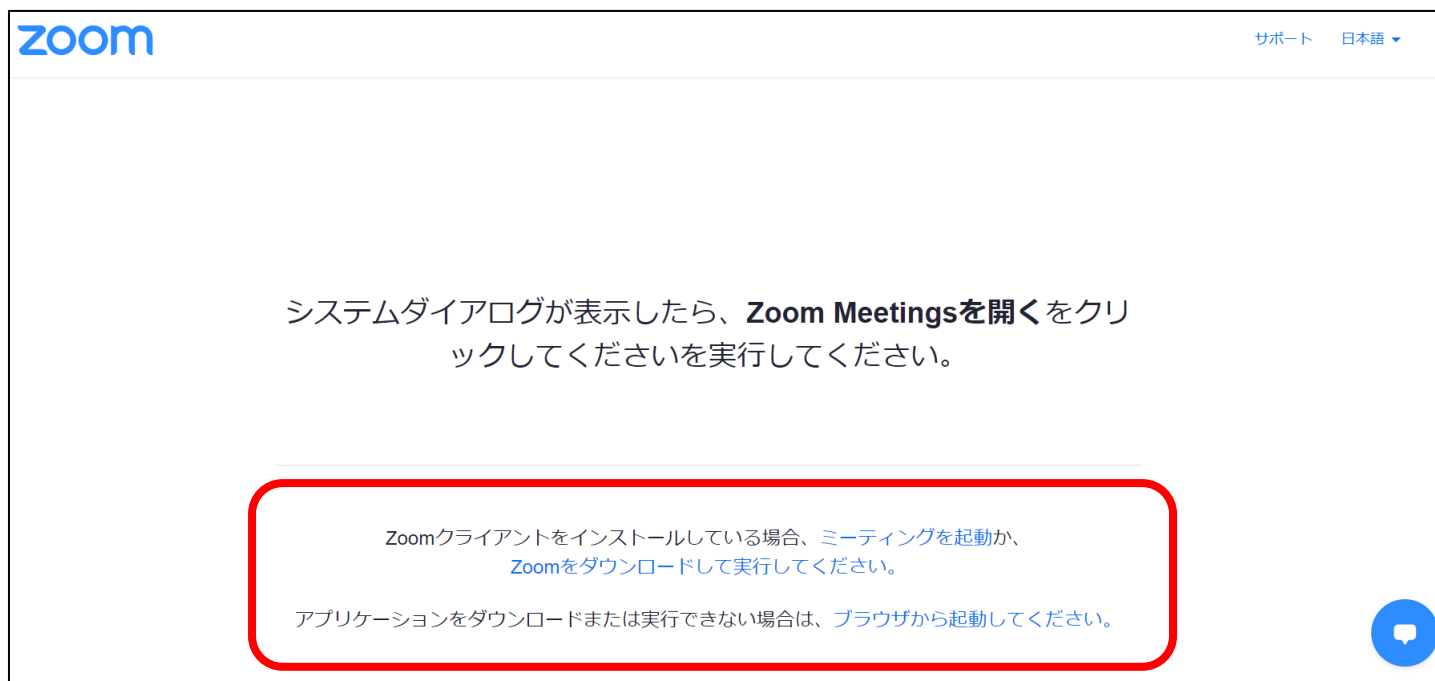 zoom
サポート 日本語
システムダイアログが表示したら、Zoom Meetingsを開くをクリ
ックしてくださいを実行してください。
Zoomクライアントをインストールしている場合、ミーティングを起動か、
Zoomをダウンロードして実行してください。
アプリケーションをダウンロードまたは実行できない場合は、ブラウザから起動してください。